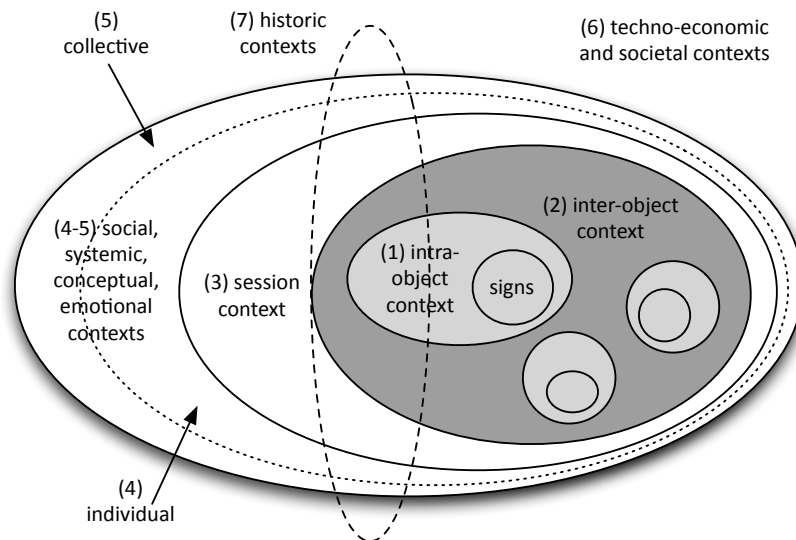 (5)
collective
(7) historic
contexts
(6) techno-economic
and societal contexts
(4-5) social,
systemic,
conceptual,
emotional
contexts
(3) session
context
(1) intra-
object
context
signs
(2) inter-object
context
(4)
individual